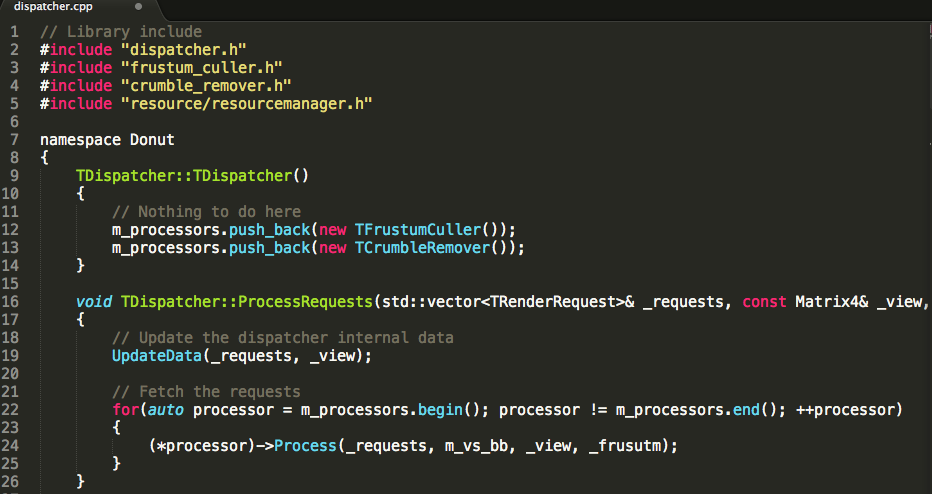 dispatcher.cpp
1 // Library include
2 #include "dispatcher.h"
3 #include "frustum_culler.h"
4 #include "crumble_remover.h"
5 #include "resource/resourcemanager.h"
6
7 namespace Donut
8 {
9 TDispatcher::TDispatcher()
10 {
11 // Nothing to do here
12 m_processors.push_back(new TFrustumCuller());
13 m_processors.push_back(new TCrumbleRemover());
14 }
15
16 void TDispatcher::ProcessRequests(std::vector<TRenderRequest>& _requests, const Matrix4& _view,
17 {
18 // Update the dispatcher internal data
19 UpdateData(_requests, _view);
20
21 // Fetch the requests
22 for(auto processor = m_processors.begin(); processor != m_processors.end(); ++processor)
23 {
24 (*processor)->Process(_requests, m_vs_bb, _view, _frusutm);
25 }
26 }